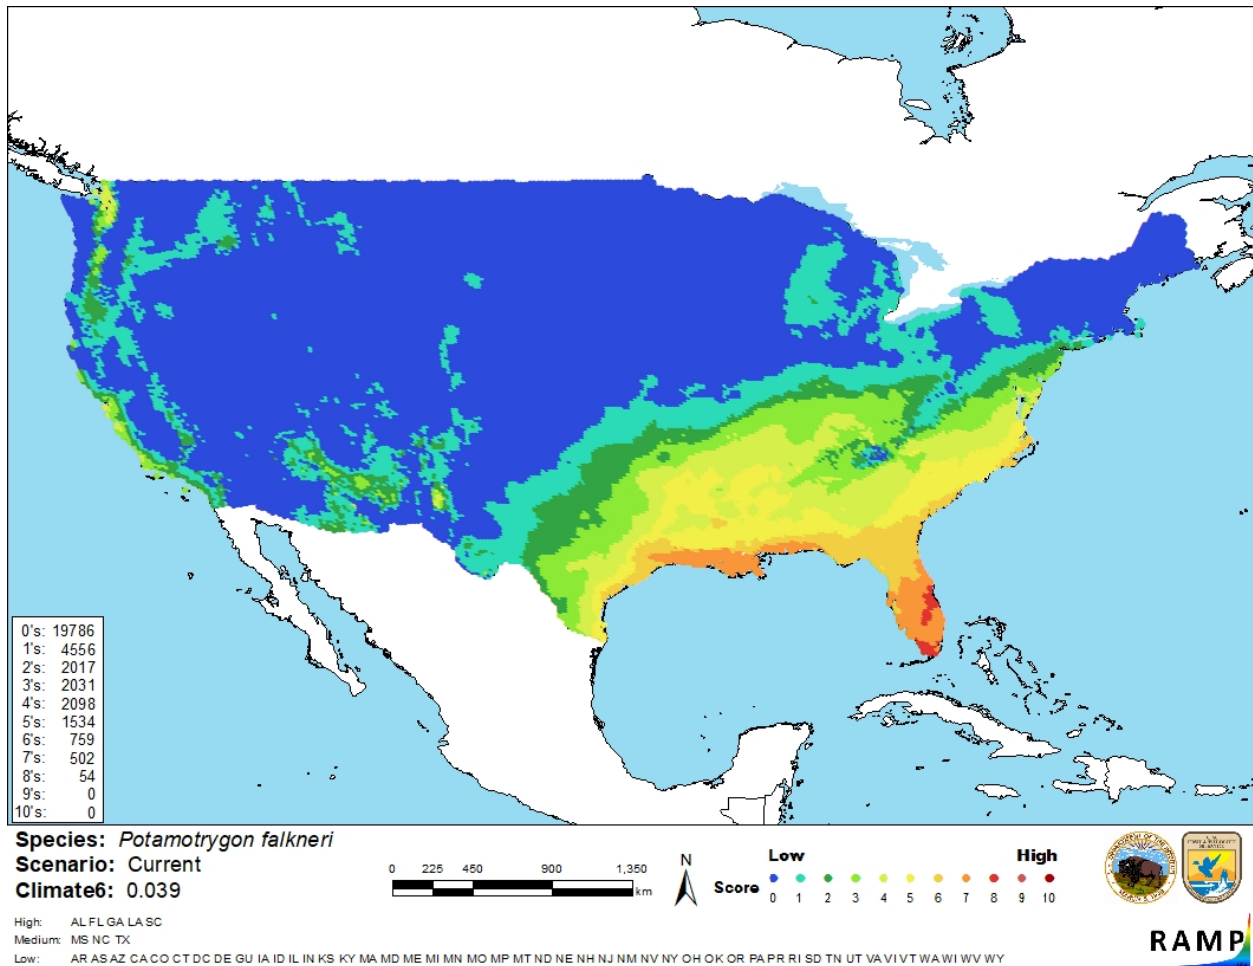 0's: 19786
1's: 4556
2's: 2017
3's: 2031
4's: 2098
5's: 1534
6's: 759
7's: 502
8's: 54
9's: 0
10's: 0
Species: Potamotrygon falkneri
Scenario: Current
Climate6: 0.039
0 225 450 900 1,350
km
N
Low High
Score 0 1 2 3 4 5 6 7 8 9 10
High: AL FL GA LA SC
Medium: MS NC TX
Low: AR AS AZ CA CO CT DC DE GU IA ID IL IN KS KY MA MD ME MI MN MO MP MT ND NE NH NJ NM NV NY OH OK OR PA PR RI SD TN UT VA VI VT WA WI WV WY
RAMP